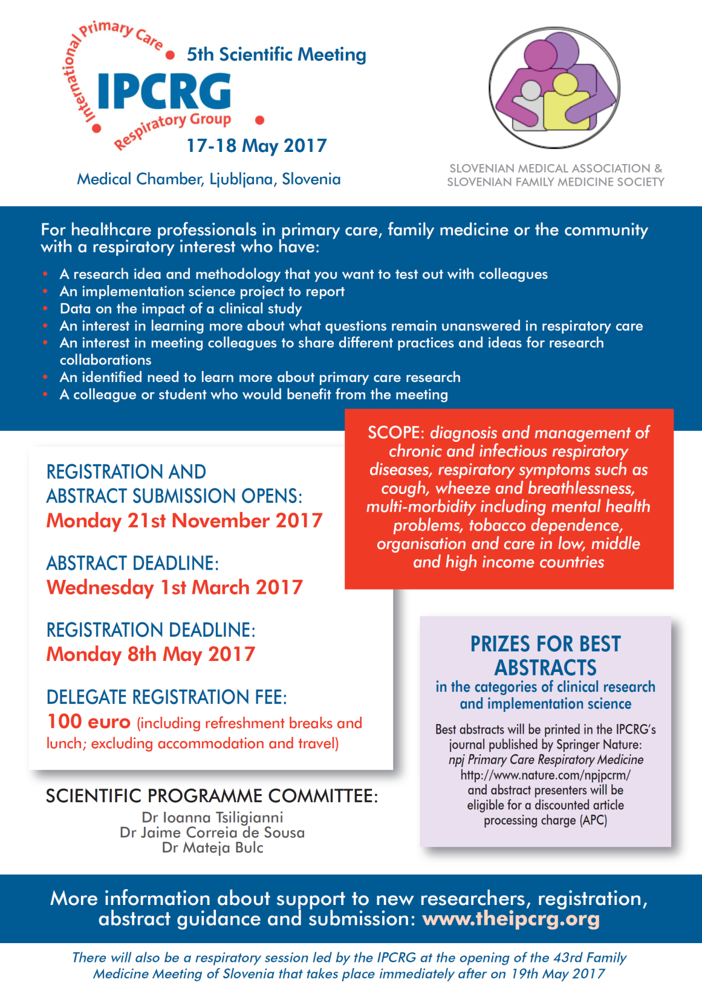 International Primary Care
5th Scientific Meeting
IPCRG
Respiratory Group
17-18 May 2017
Medical Chamber, Ljubljana, Slovenia
SLOVENIAN MEDICAL ASSOCIATION &
SLOVENIAN FAMILY MEDICINE SOCIETY
For healthcare professionals in primary care, family medicine or the community
with a respiratory interest who have:
• A research idea and methodology that you want to test out with colleagues
• An implementation science project to report
• Data on the impact of a clinical study
• An interest in learning more about what questions remain unanswered in respiratory care
• An interest in meeting colleagues to share different practices and ideas for research
collaborations
• An identified need to learn more about primary care research
• A colleague or student who would benefit from the meeting
SCOPE: diagnosis and management of
chronic and infectious respiratory
diseases, respiratory symptoms such as
cough, wheeze and breathlessness,
multi-morbidity including mental health
problems, tobacco dependence,
organisation and care in low, middle
and high income countries
REGISTRATION AND
ABSTRACT SUBMISSION OPENS:
Monday 21st November 2017
ABSTRACT DEADLINE:
Wednesday 1st March 2017
REGISTRATION DEADLINE:
Monday 8th May 2017
DELEGATE REGISTRATION FEE:
100 euro (including refreshment breaks and
lunch; excluding accommodation and travel)
PRIZES FOR BEST
ABSTRACTS
in the categories of clinical research
and implementation science
Best abstracts will be printed in the IPCRG's
journal published by Springer Nature:
npj Primary Care Respiratory Medicine
http://www.nature.com/npjpcrm/
and abstract presenters will be
eligible for a discounted article
processing charge (APC)
SCIENTIFIC PROGRAMME COMMITTEE:
Dr Ioanna Tsiligianni
Dr Jaime Correia de Sousa
Dr Mateja Bulc
More information about support to new researchers, registration,
abstract guidance and submission: www.theipcrg.org
There will also be a respiratory session led by the IPCRG at the opening of the 43rd Family
Medicine Meeting of Slovenia that takes place immediately after on 19th May 2017